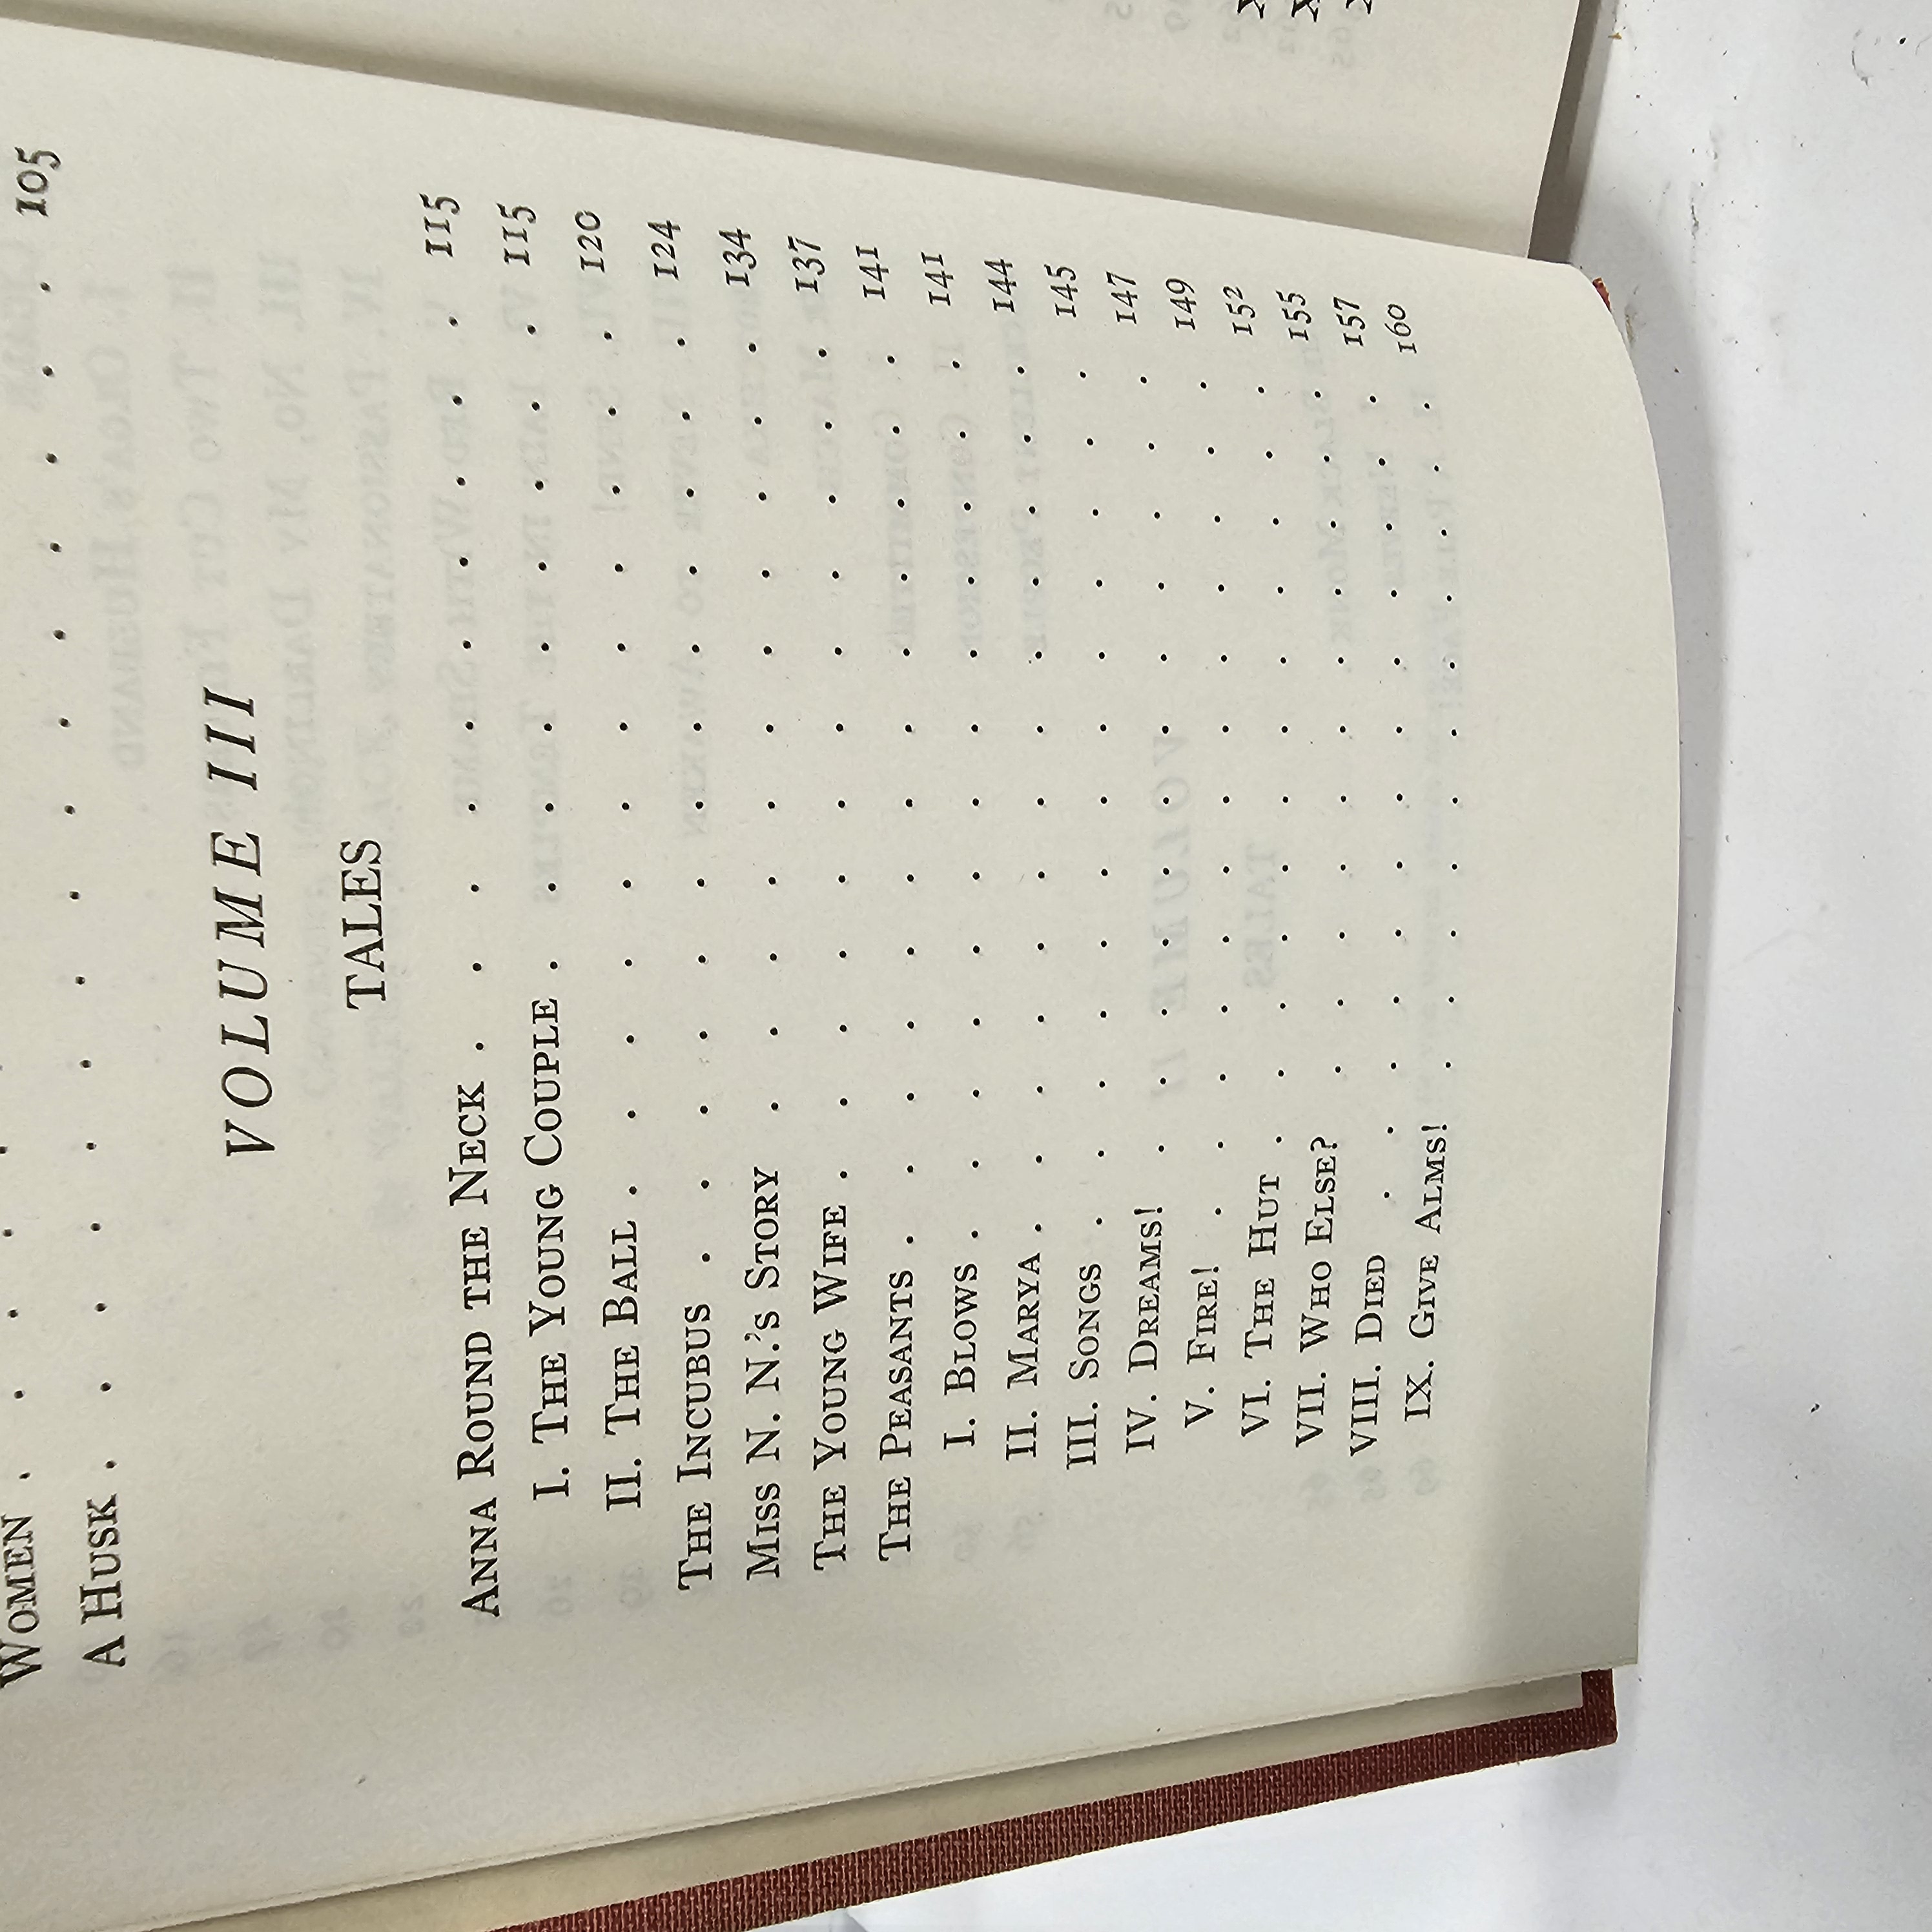 WOMEN . . . . .
A HUSK . . . . . . . . . . . . . . . 105
VOLUME III
TALES
ANNA ROUND THE NECK . . . . . . . . . . 115
I. THE YOUNG COUPLE . . . . . . . . . 115
II. THE BALL . . . . . . . . . . . . 120
THE INCUBUS . . . . . . . . . . . . . 124
MISS N. N.'S STORY . . . . . . . . . . . 134
THE YOUNG WIFE . . . . . . . . . . . . 137
THE PEASANTS . . . . . . . . . . . . . 141
I. BLOWS . . . . . . . . . . . . . 141
II. MARYA . . . . . . . . . . . . . 144
III. SONGS . . . . . . . . . . . . . 145
IV. DREAMS! . . . . . . . . . . . . 147
V. FIRE! . . . . . . . . . . . . . 149
VI. THE HUT . . . . . . . . . . . . 152
VII. WHO ELSE? . . . . . . . . . . . 155
VIII. DIED . . . . . . . . . . . . . 157
IX. GIVE ALMS! . . . . . . . . . . . 160